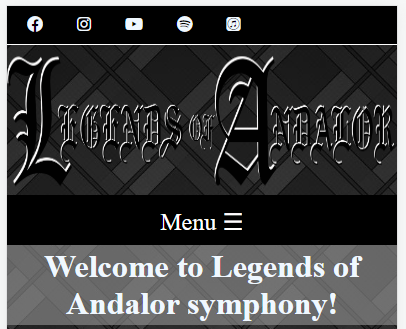 Legends of Andalor
Menu ☰
Welcome to Legends of
Andalor symphony!